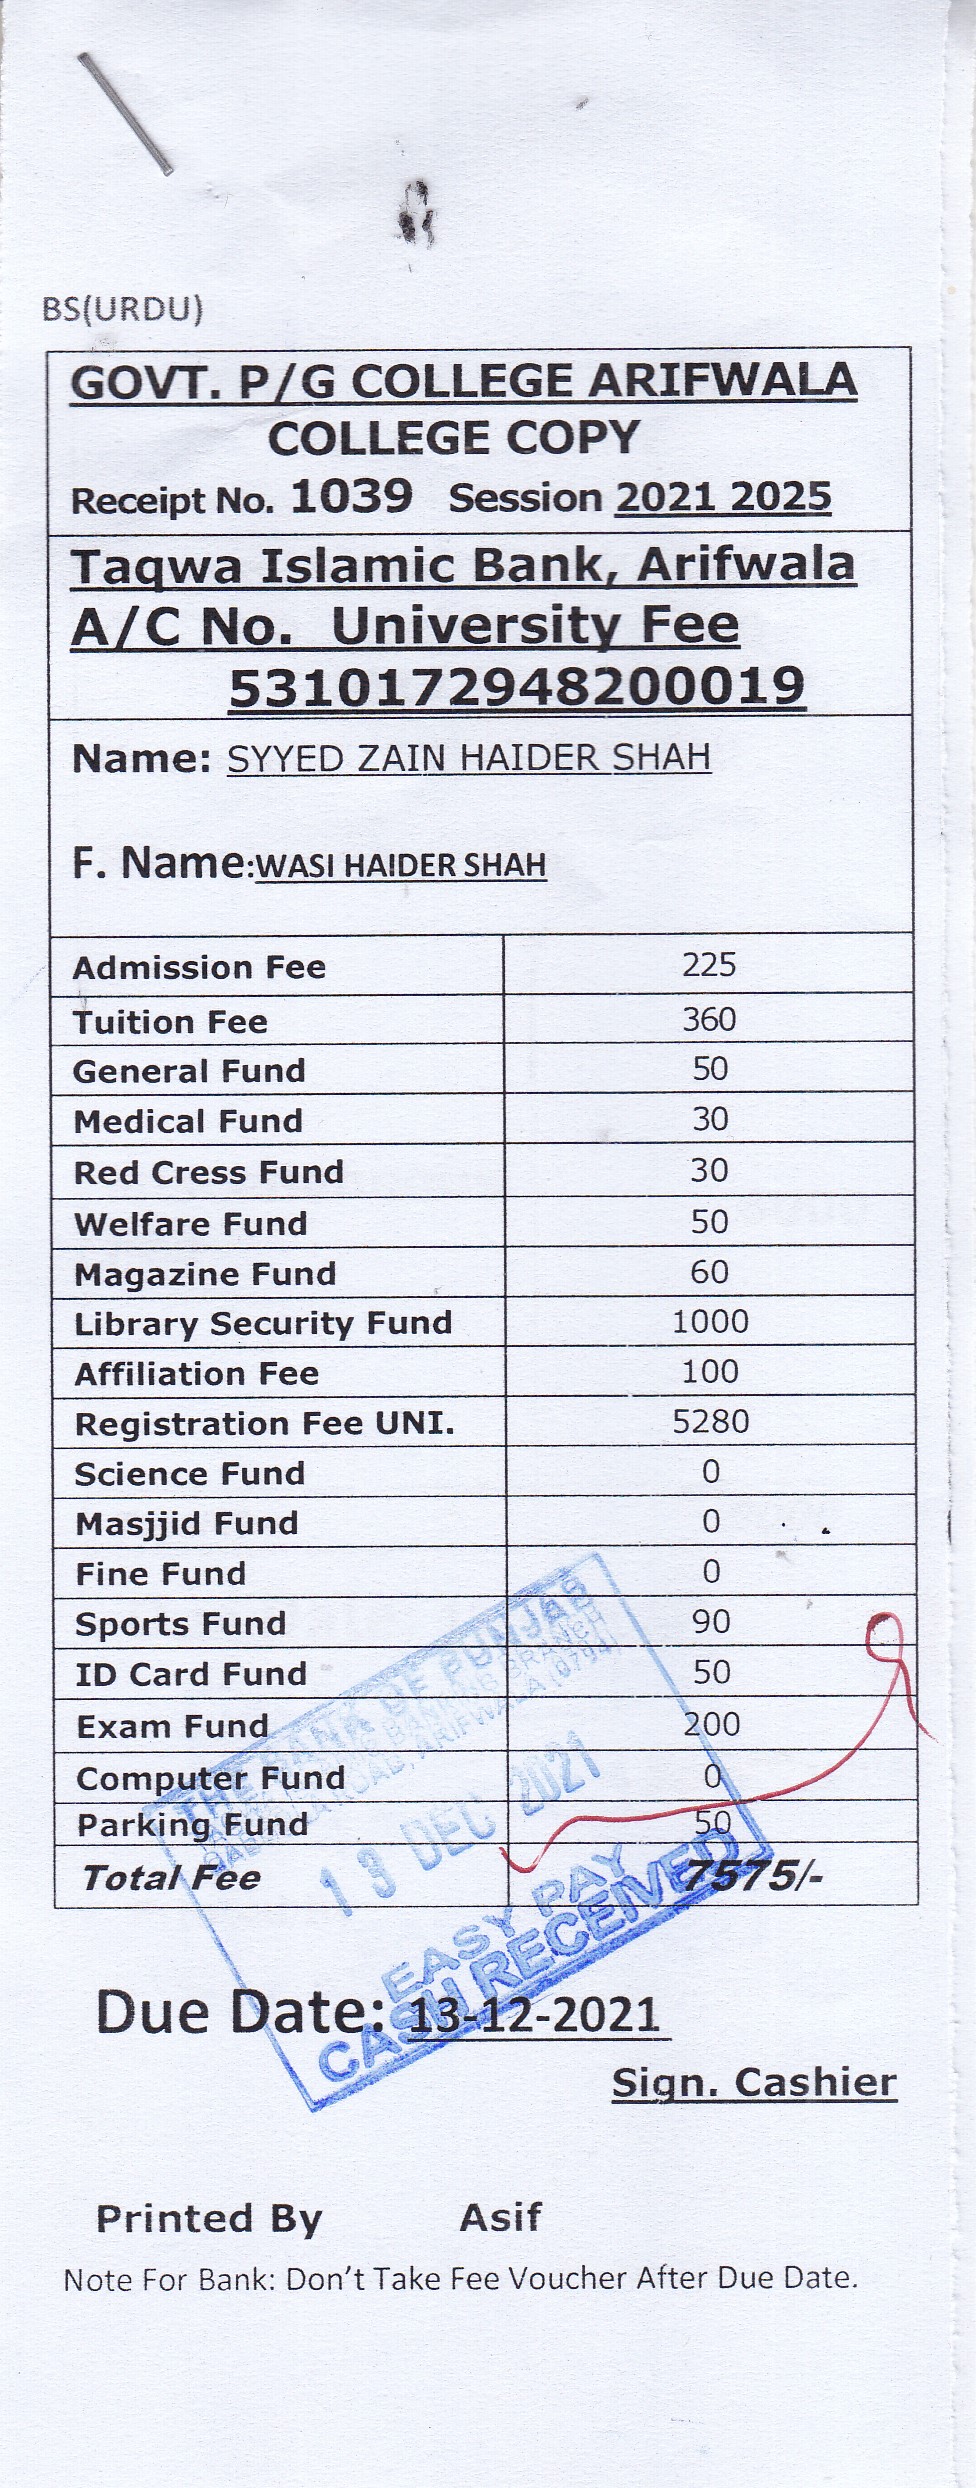 BS(URDU)
GOVT. P/G COLLEGE ARIFWALA
COLLEGE COPY
Receipt No. 1039 Session 2021 2025
Taqwa Islamic Bank, Arifwala
A/C No. University Fee
5310172948200019
Name: SYYED ZAIN HAIDER SHAH
F. Name:WASI HAIDER SHAH
Admission Fee 225
Tuition Fee 360
General Fund 50
Medical Fund 30
Red Cress Fund 30
Welfare Fund 50
Magazine Fund 60
Library Security Fund 1000
Affiliation Fee 100
Registration Fee UNI. 5280
Science Fund 0
Masjjid Fund 0
Fine Fund 0
Sports Fund 90
ID Card Fund 50
Exam Fund 200
Computer Fund 0
Parking Fund 50
Total Fee 7575/-
THE BANK OF PUNJAB
BANKING BRANCH
ROAD, ARIFWALA (0794)
13 DEC 2021
EASY PAY
CASH RECEIVED
Due Date: 13-12-2021
Sign. Cashier
Printed By Asif
Note For Bank: Don't Take Fee Voucher After Due Date.